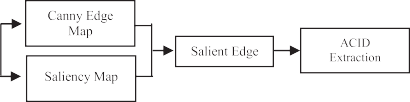 Canny Edge
Map
Saliency Map
Salient Edge
ACID
Extraction